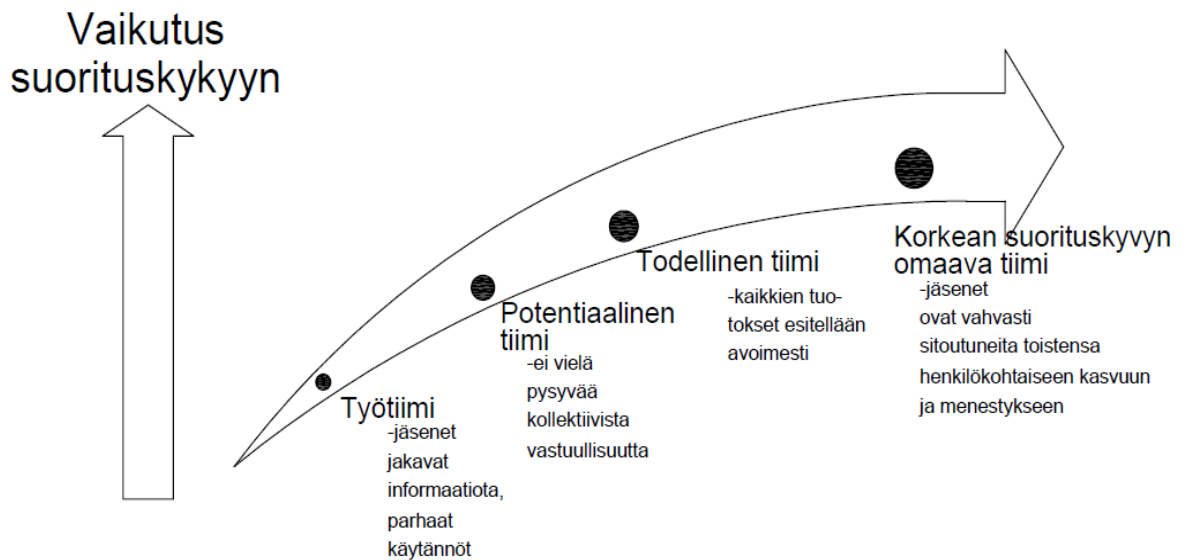 Vaikutus
suorituskykyyn
Työtiimi
-jäsenet
jakavat
informaatiota,
parhaat
käytännöt
Potentiaalinen
tiimi
-ei vielä
pysyvää
kollektiivista
vastuullisuutta
Todellinen tiimi
-kaikkien tuo-
tokset esitellään
avoimesti
Korkean suorituskyvyn
omaava tiimi
-jäsenet
ovat vahvasti
sitoutuneita toistensa
henkilökohtaiseen kasvuun
ja menestykseen